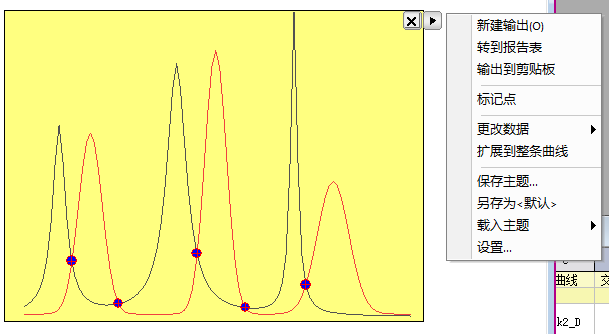 新建输出(O)
转到报告表
输出到剪贴板
标记点
更改数据
扩展到整条曲线
保存主题...
另存为<默认>
载入主题
设置...
曲线
k2_D